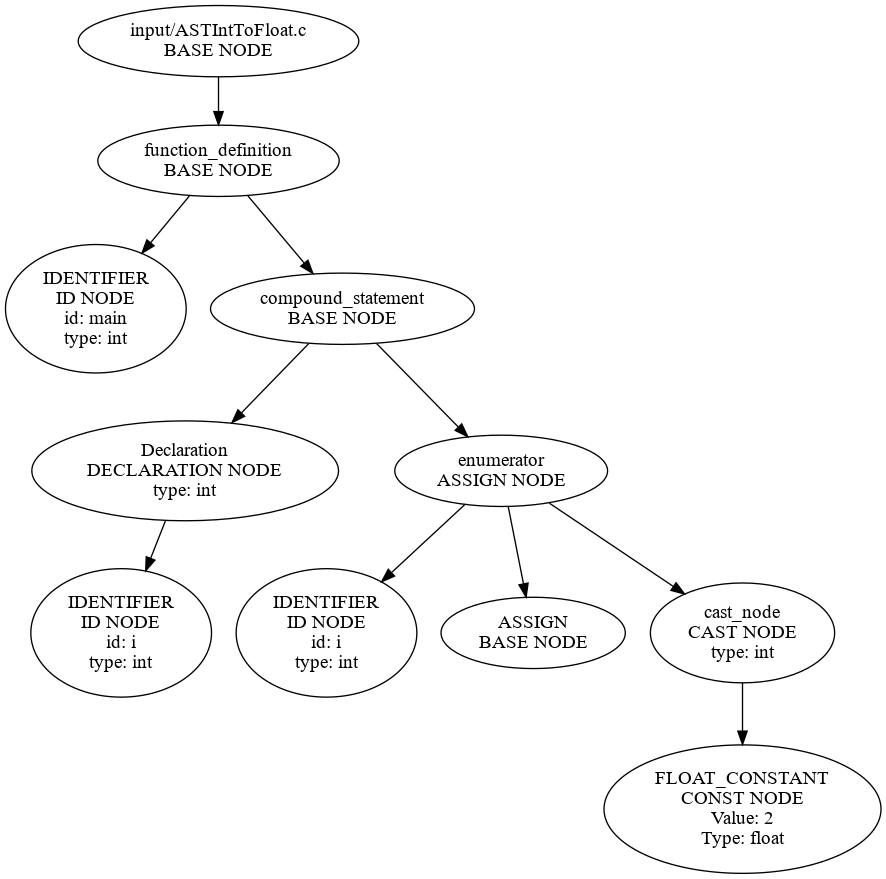 input/ASTIntToFloat.c
BASE NODE
function_definition
BASE NODE
IDENTIFIER
ID NODE
id: main
type: int
compound_statement
BASE NODE
Declaration
DECLARATION NODE
type: int
enumerator
ASSIGN NODE
IDENTIFIER
ID NODE
id: i
type: int
IDENTIFIER
ID NODE
id: i
type: int
ASSIGN
BASE NODE
cast_node
CAST NODE
type: int
FLOAT_CONSTANT
CONST NODE
Value: 2
Type: float